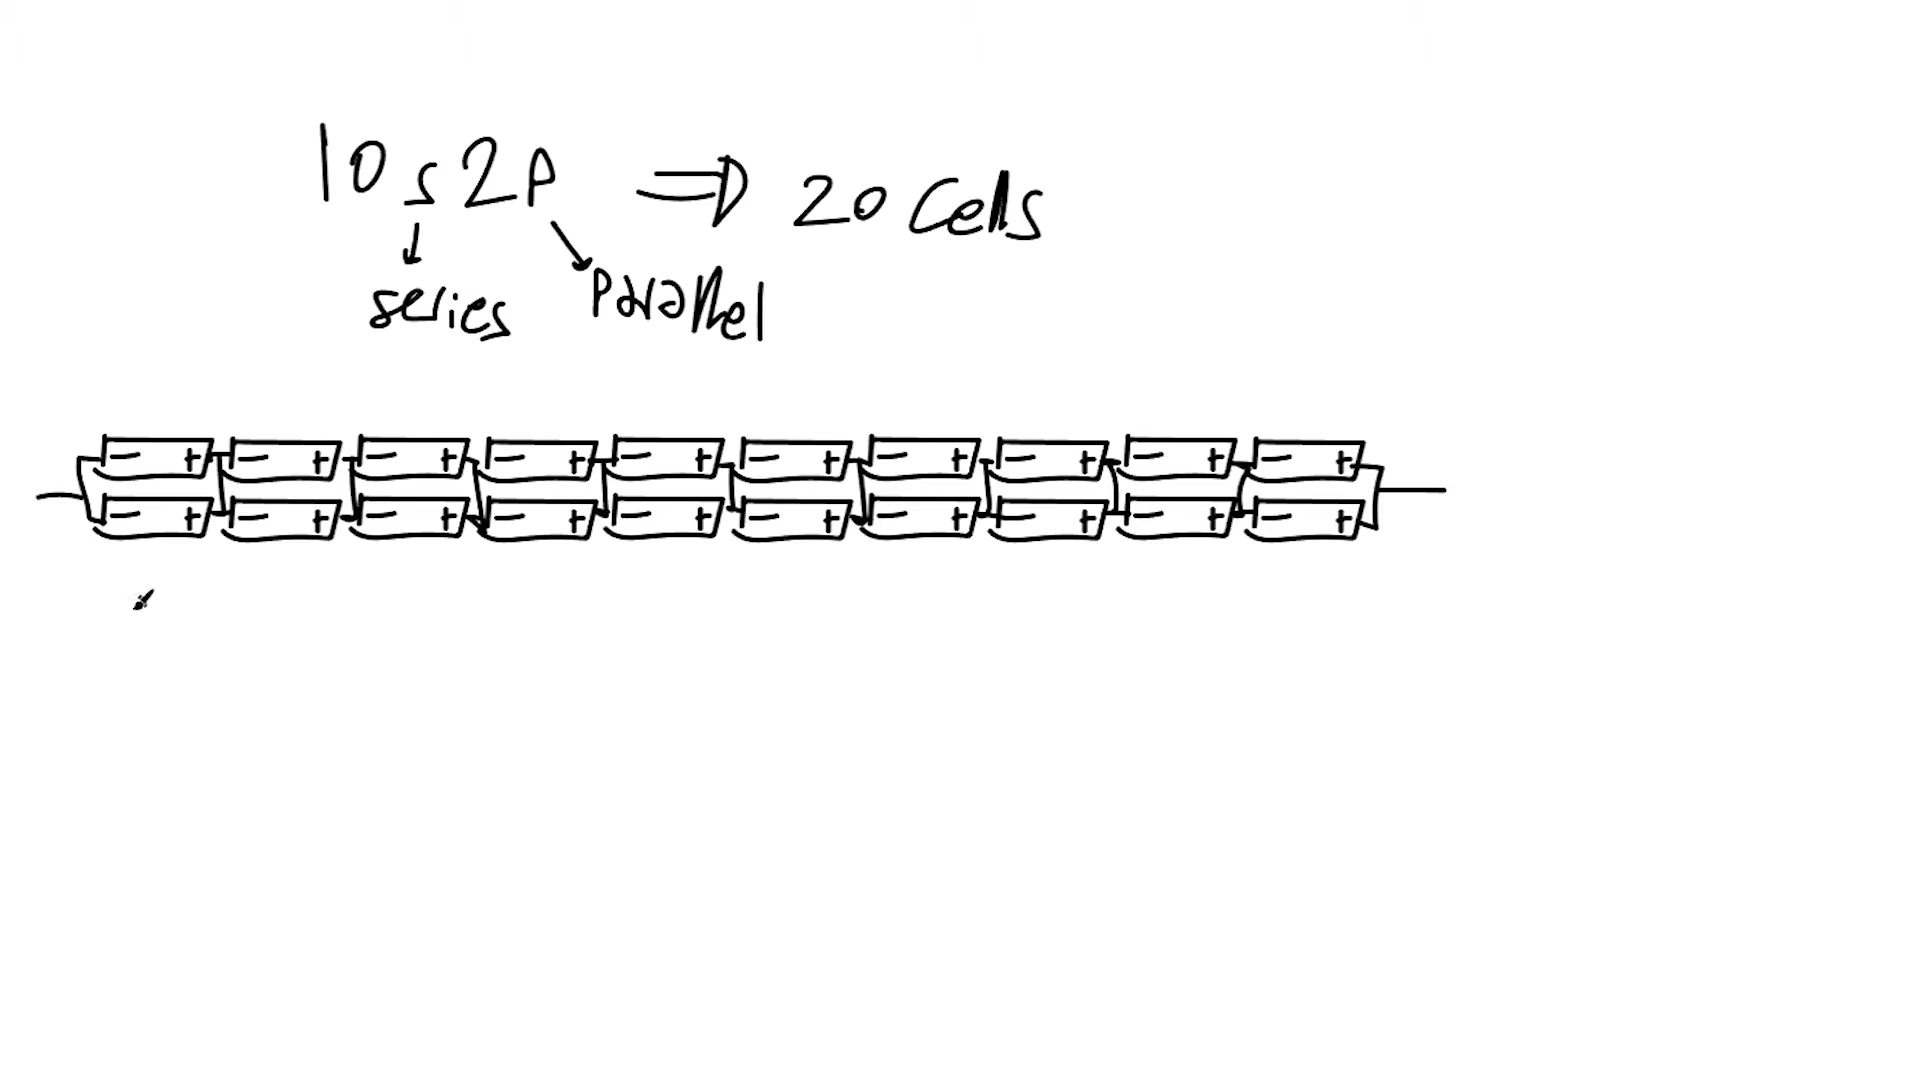 10s2P ⇒ 20 Cells
↓ ↘
series Parallel
− + − + − + − + − + − + − + − + − + − +
− + − + − + − + − + − + − + − + − + − +